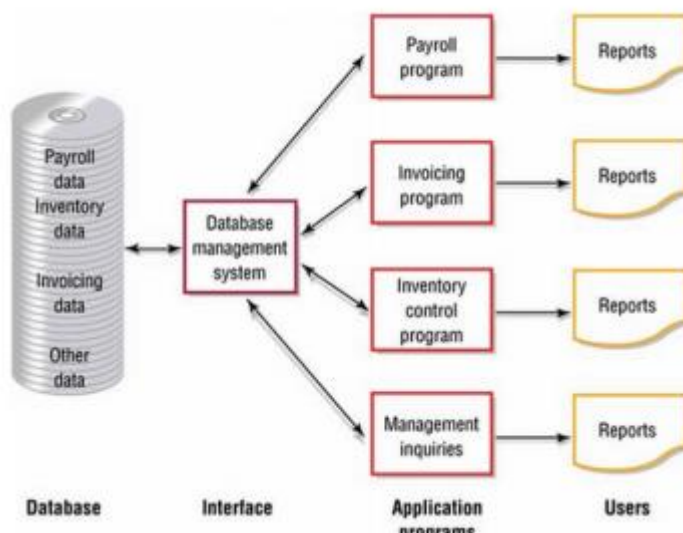 Payroll
data
Inventory
data
Invoicing
data
Other
data
Database
management
system
Payroll
program
Reports
Invoicing
program
Reports
Inventory
control
program
Reports
Management
inquiries
Reports
Database
Interface
Application
programs
Users